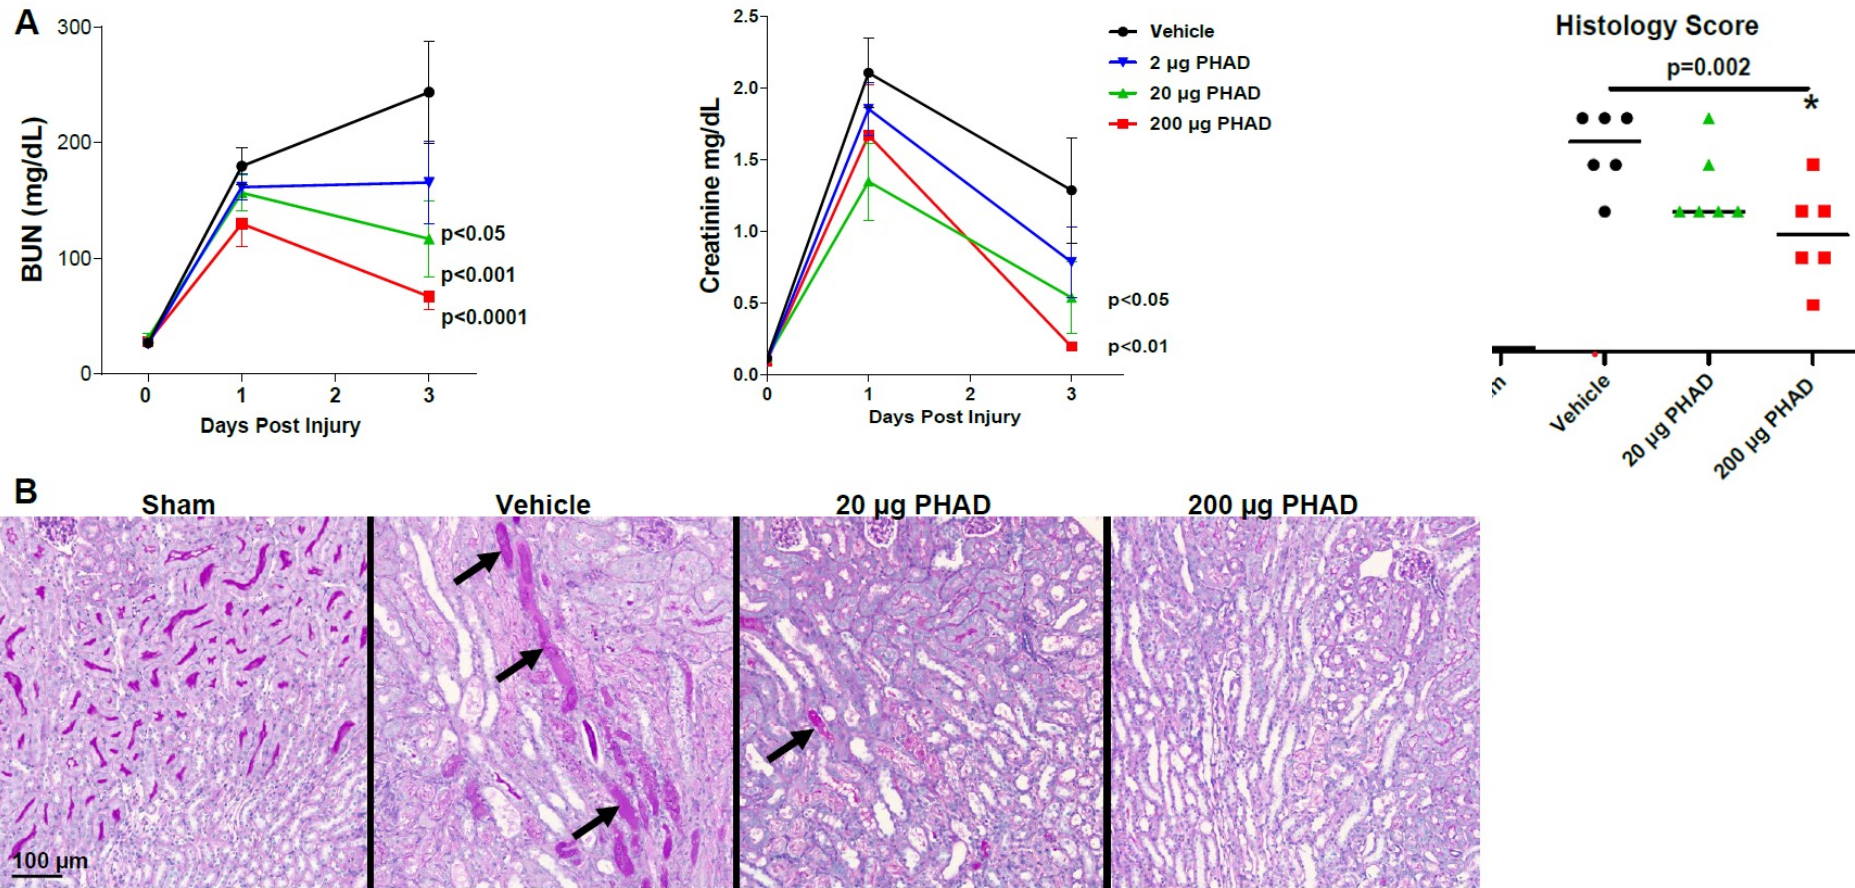 A
300
200
100
0
BUN (mg/dL)
0 1 2 3
Days Post Injury
p<0.05
p<0.001
p<0.0001
2.5
2.0
1.5
1.0
0.5
0.0
Creatinine mg/dL
0 1 2 3
Days Post Injury
Vehicle
2 µg PHAD
20 µg PHAD
200 µg PHAD
p<0.05
p<0.01
Histology Score
p=0.002
*
Vehicle
20 µg PHAD
200 µg PHAD
B
Sham
Vehicle
20 µg PHAD
200 µg PHAD
100 µm